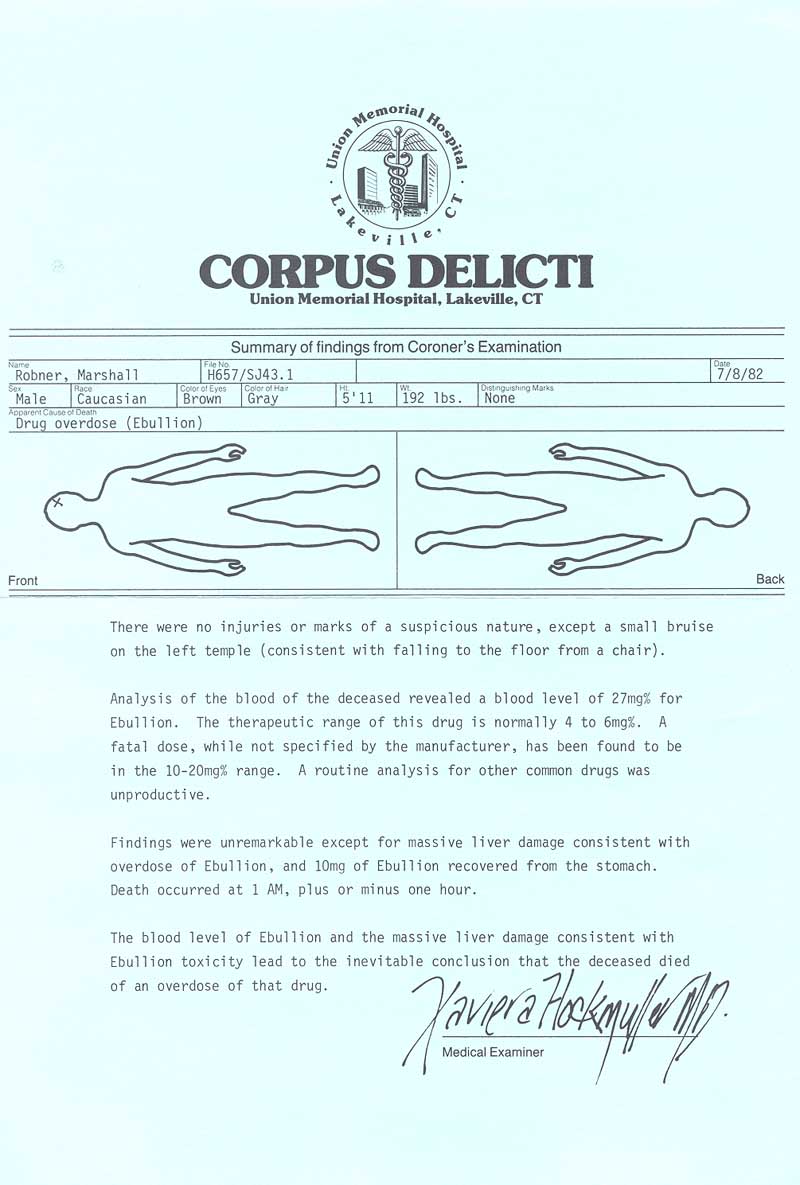 Union Memorial Hospital
· Lakeville, CT ·
CORPUS DELICTI
Union Memorial Hospital, Lakeville, CT
Summary of findings from Coroner's Examination
Name File No. Date
Robner, Marshall H657/SJ43.1 7/8/82
Sex Race Color of Eyes Color of Hair Ht. Wt. Distinguishing Marks
Male Caucasian Brown Gray 5'11 192 lbs. None
Apparent Cause of Death
Drug overdose (Ebullion)
X
Front Back
There were no injuries or marks of a suspicious nature, except a small bruise
on the left temple (consistent with falling to the floor from a chair).
Analysis of the blood of the deceased revealed a blood level of 27mg% for
Ebullion. The therapeutic range of this drug is normally 4 to 6mg%. A
fatal dose, while not specified by the manufacturer, has been found to be
in the 10-20mg% range. A routine analysis for other common drugs was
unproductive.
Findings were unremarkable except for massive liver damage consistent with
overdose of Ebullion, and 10mg of Ebullion recovered from the stomach.
Death occurred at 1 AM, plus or minus one hour.
The blood level of Ebullion and the massive liver damage consistent with
Ebullion toxicity lead to the inevitable conclusion that the deceased died
of an overdose of that drug.
Xaviera Hockmuller MD.
Medical Examiner